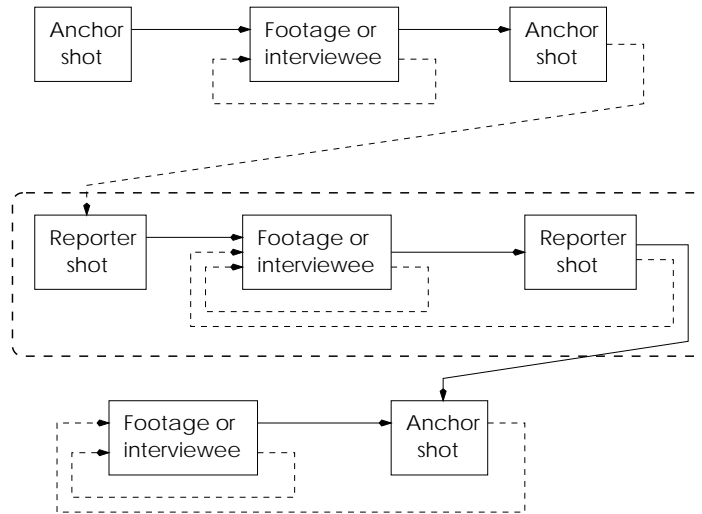 Anchor
shot
Footage or
interviewee
Anchor
shot
Reporter
shot
Footage or
interviewee
Reporter
shot
Footage or
interviewee
Anchor
shot